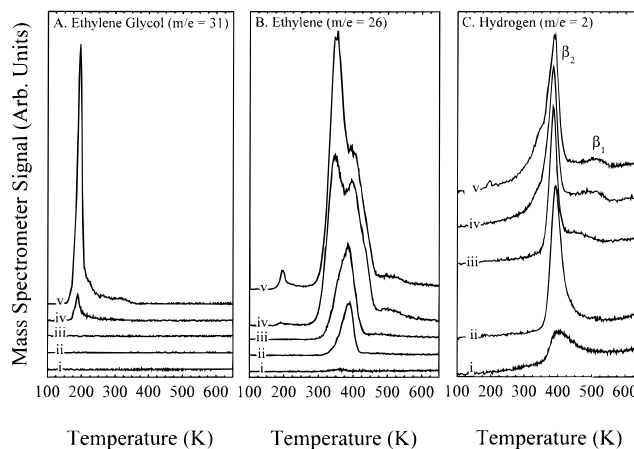 A. Ethylene Glycol (m/e = 31)
B. Ethylene (m/e = 26)
C. Hydrogen (m/e = 2)
Mass Spectrometer Signal (Arb. Units)
v
iv
iii
ii
i
v
iv
iii
ii
i
β2
β1
v
iv
iii
ii
i
100 200 300 400 500 600
100 200 300 400 500 600
100 200 300 400 500 600
Temperature (K)
Temperature (K)
Temperature (K)